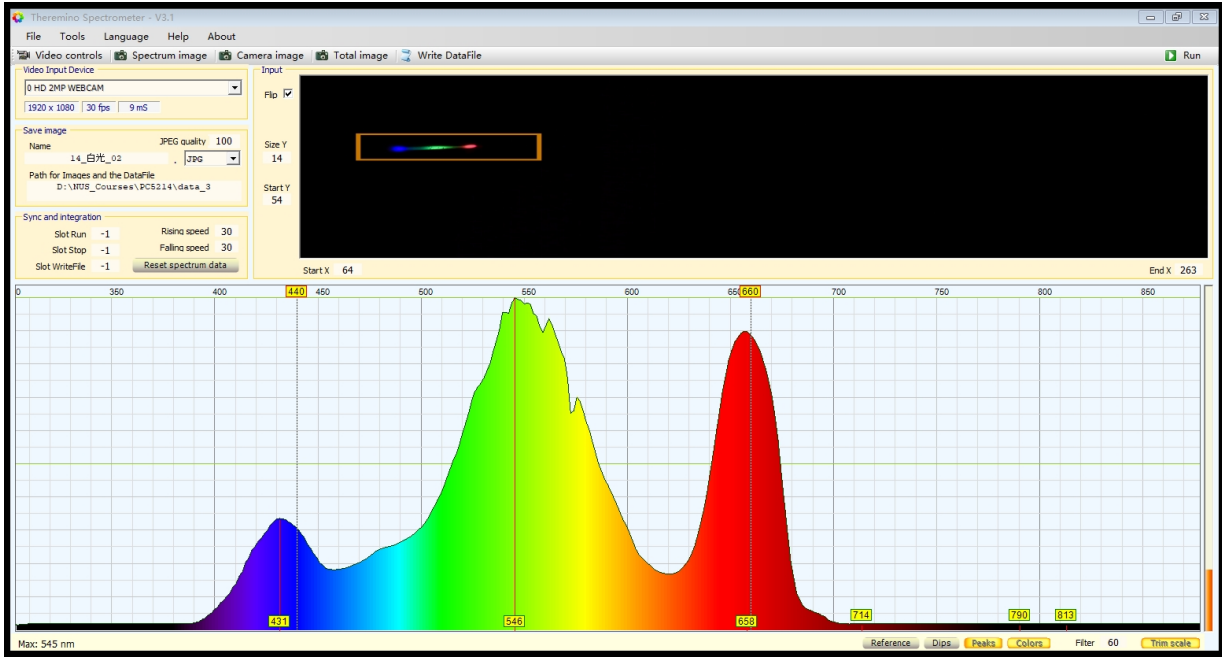 Theremino Spectrometer - V3.1
File Tools Language Help About
Video controls Spectrum image Camera image Total image Write DataFile Run
Video Input Device
0 HD 2MP WEBCAM
1920 x 1080 30 fps 9 mS
Save image
Name JPEG quality 100
14_白光_02 . JPG
Path for Images and the DataFile
D:\NUS_Courses\PC5214\data_3
Sync and integration
Slot Run -1 Rising speed 30
Slot Stop -1 Falling speed 30
Slot WriteFile -1 Reset spectrum data
Input
Flip
Size Y
14
Start Y
54
Start X 64 End X 263
0 350 400 440 450 500 550 600 650 660 700 750 800 850
431 546 658 714 790 813
Max: 545 nm Reference Dips Peaks Colors Filter 60 Trim scale